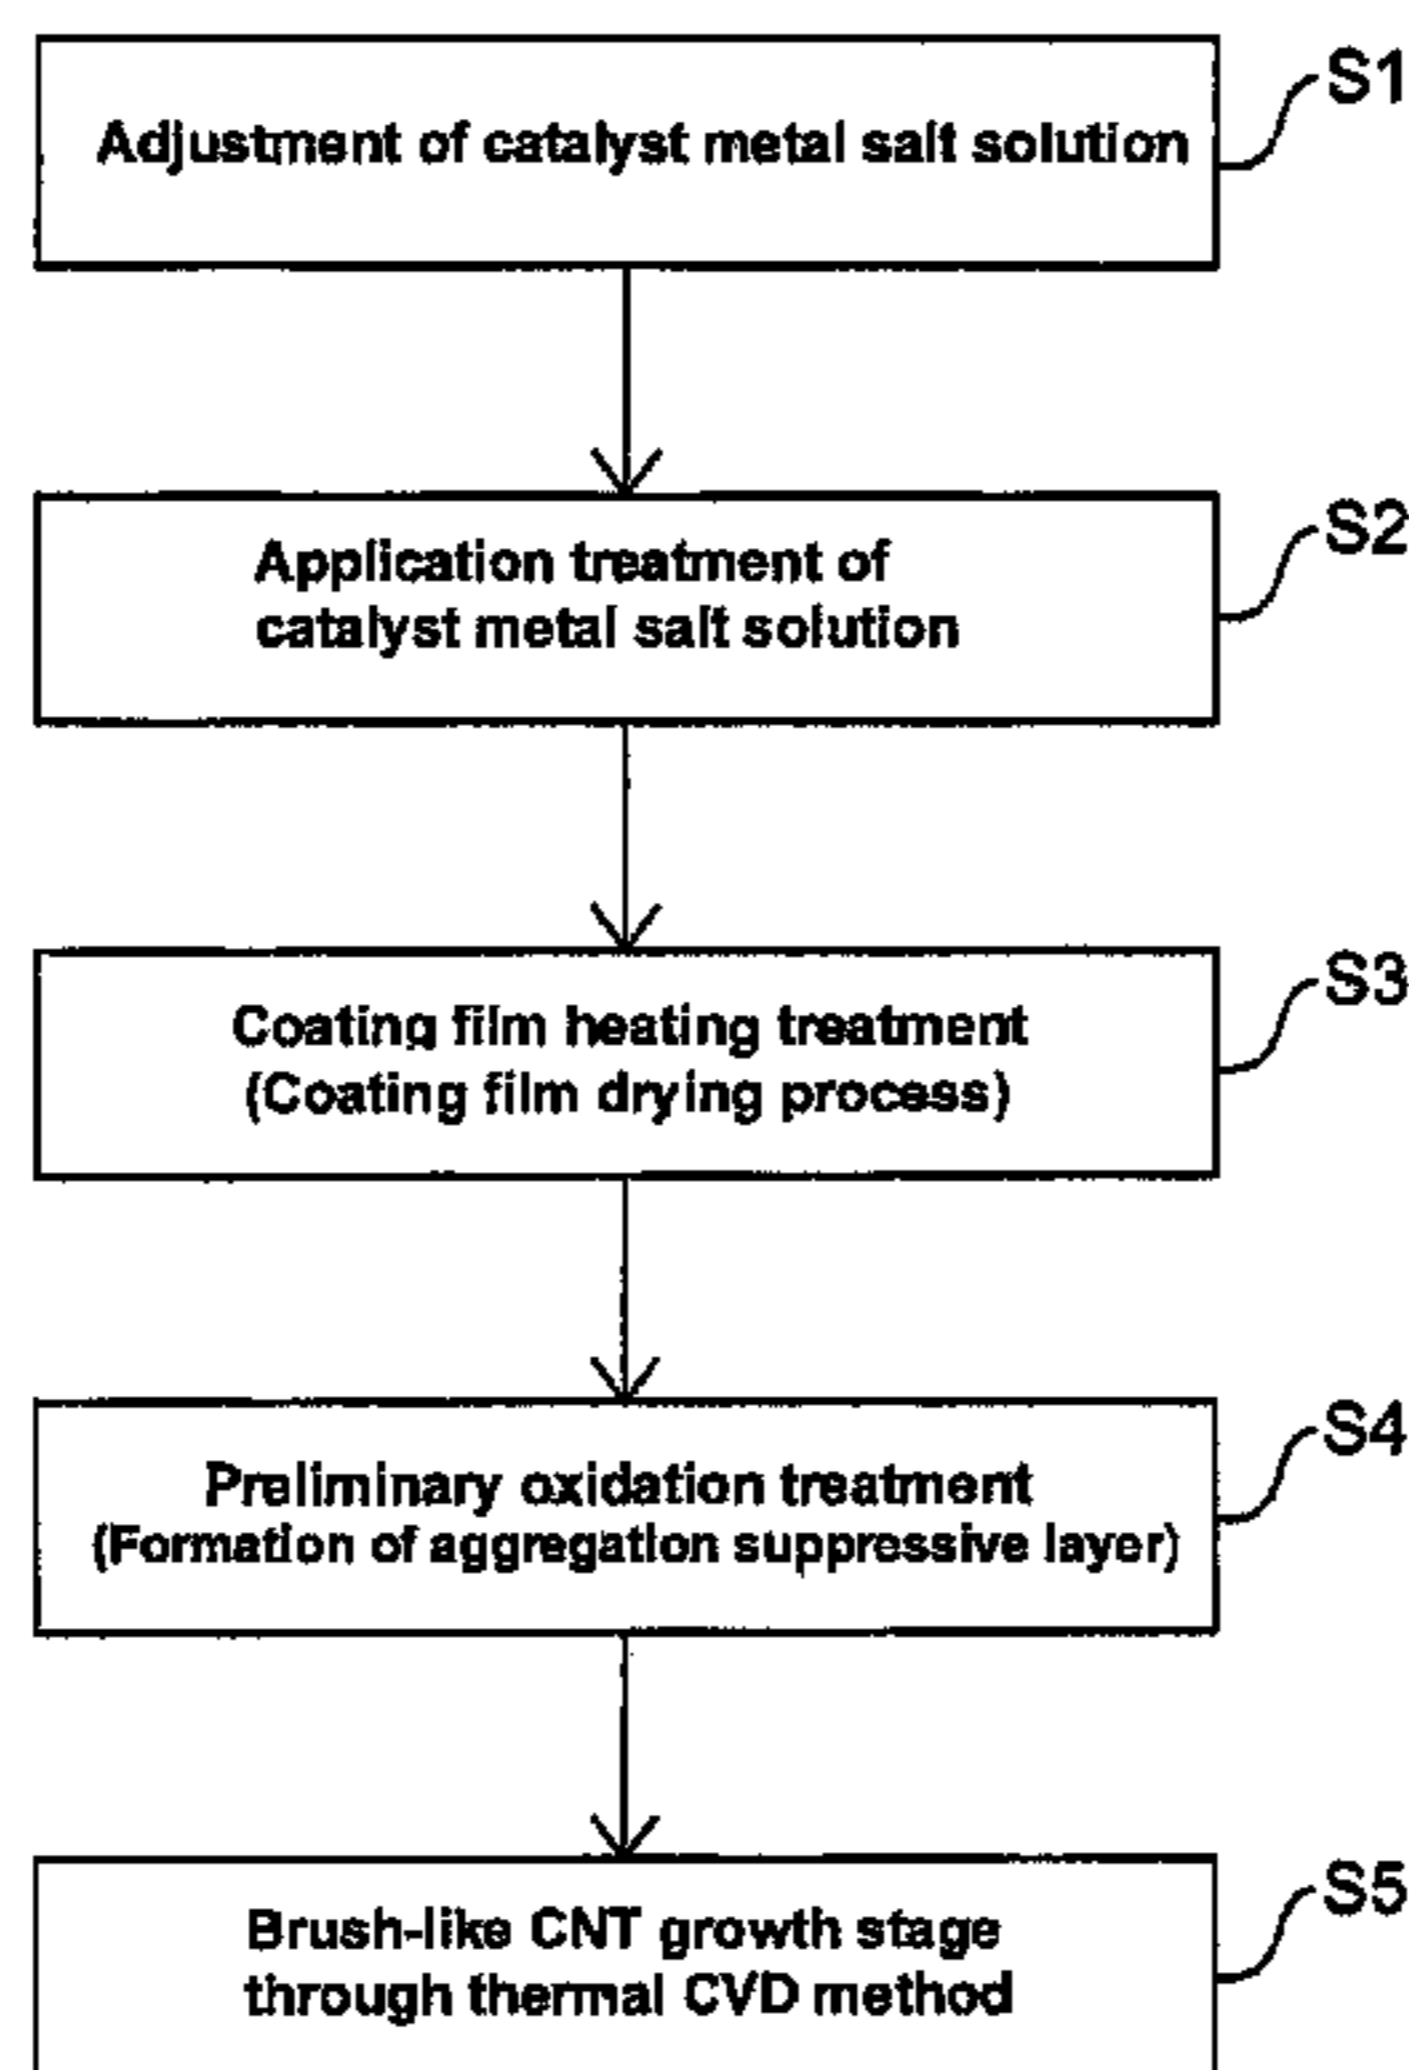 Adjustment of catalyst metal salt solution
S1
Application treatment of
catalyst metal salt solution
S2
Coating film heating treatment
(Coating film drying process)
S3
Preliminary oxidation treatment
(Formation of aggregation suppressive layer)
S4
Brush-like CNT growth stage
through thermal CVD method
S5